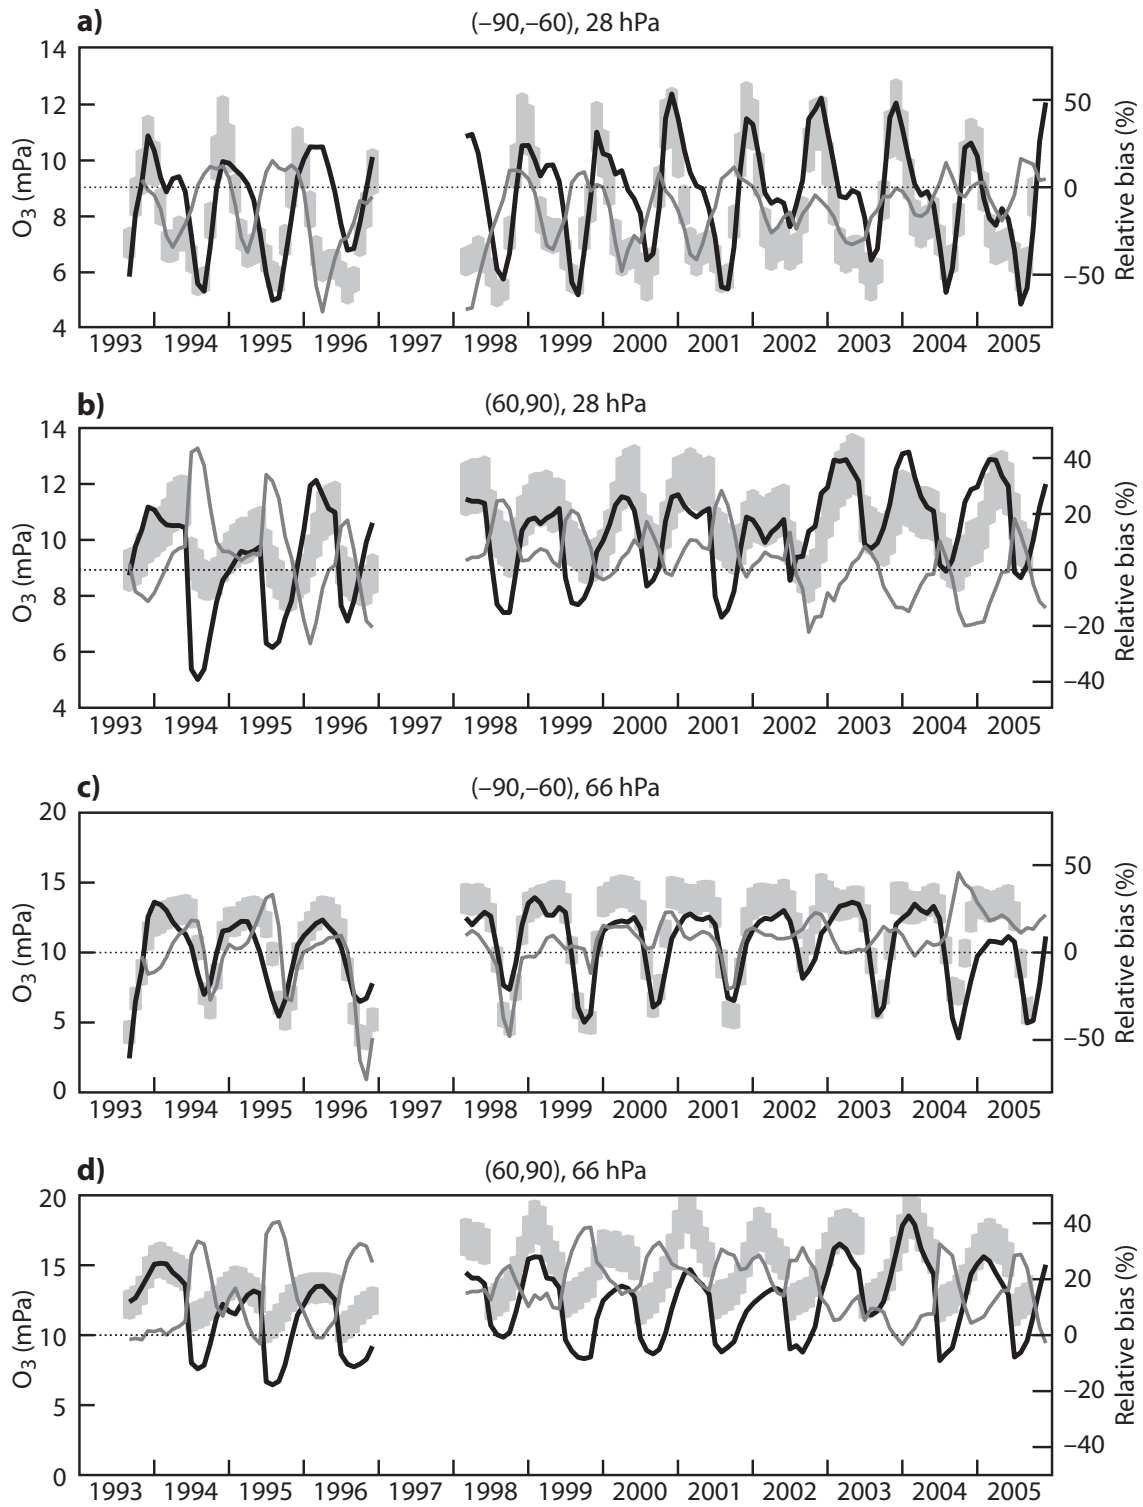 a)
(–90,–60), 28 hPa
14
12
10
8
6
4
O3 (mPa)
50
0
–50
Relative bias (%)
1993 1994 1995 1996 1997 1998 1999 2000 2001 2002 2003 2004 2005
b)
(60,90), 28 hPa
14
12
10
8
6
4
O3 (mPa)
40
20
0
–20
–40
Relative bias (%)
1993 1994 1995 1996 1997 1998 1999 2000 2001 2002 2003 2004 2005
c)
(–90,–60), 66 hPa
20
15
10
5
0
O3 (mPa)
50
0
–50
Relative bias (%)
1993 1994 1995 1996 1997 1998 1999 2000 2001 2002 2003 2004 2005
d)
(60,90), 66 hPa
20
15
10
5
0
O3 (mPa)
40
20
0
–20
–40
Relative bias (%)
1993 1994 1995 1996 1997 1998 1999 2000 2001 2002 2003 2004 2005